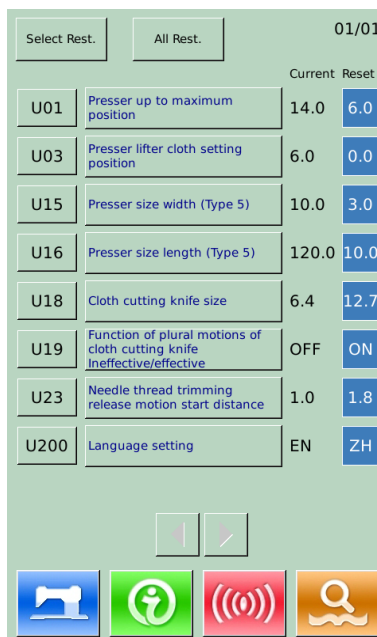 Select Rest.
All Rest.
01/01
Current Reset
U01 Presser up to maximum position 14.0 6.0
U03 Presser lifter cloth setting position 6.0 0.0
U15 Presser size width (Type 5) 10.0 3.0
U16 Presser size length (Type 5) 120.0 10.0
U18 Cloth cutting knife size 6.4 12.7
U19 Function of plural motions of cloth cutting knife Ineffective/effective OFF ON
U23 Needle thread trimming release motion start distance 1.0 1.8
U200 Language setting EN ZH